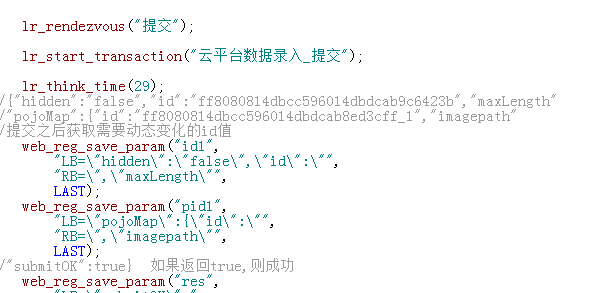 lr_rendezvous("提交");
lr_start_transaction("云平台数据录入_提交");
lr_think_time(29);
/{"hidden":"false","id":"ff8080814dbcc596014dbdcab9c6423b","maxLength"
/"pojoMap":{"id":"ff8080814dbcc596014dbdcab8ed3cff_1","imagepath"
/提交之后获取需要动态变化的id值
web_reg_save_param("id1",
"LB=\"hidden\":\"false\",\"id\":\"",
"RB=\",\"maxLength\"",
LAST);
web_reg_save_param("pid1",
"LB=\"pojoMap\":{\"id\":\"",
"RB=\",\"imagepath\"",
LAST);
/"submitOK":true} 如果返回true,则成功
web_reg_save_param("res",